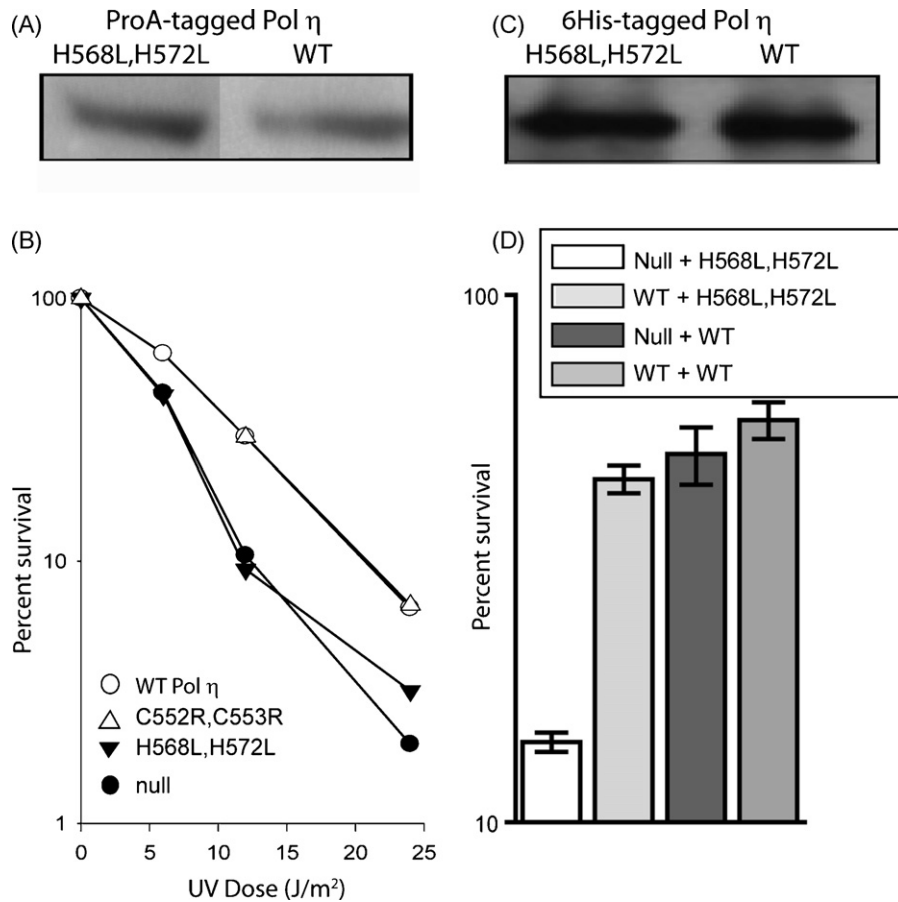 (A)
ProA-tagged Pol η
H568L,H572L WT
(C)
6His-tagged Pol η
H568L,H572L WT
(B)
100
10
1
0 5 10 15 20 25
Percent survival
UV Dose (J/m²)
WT Pol η
C552R,C553R
H568L,H572L
null
(D)
Null + H568L,H572L
WT + H568L,H572L
Null + WT
WT + WT
100
10
Percent survival